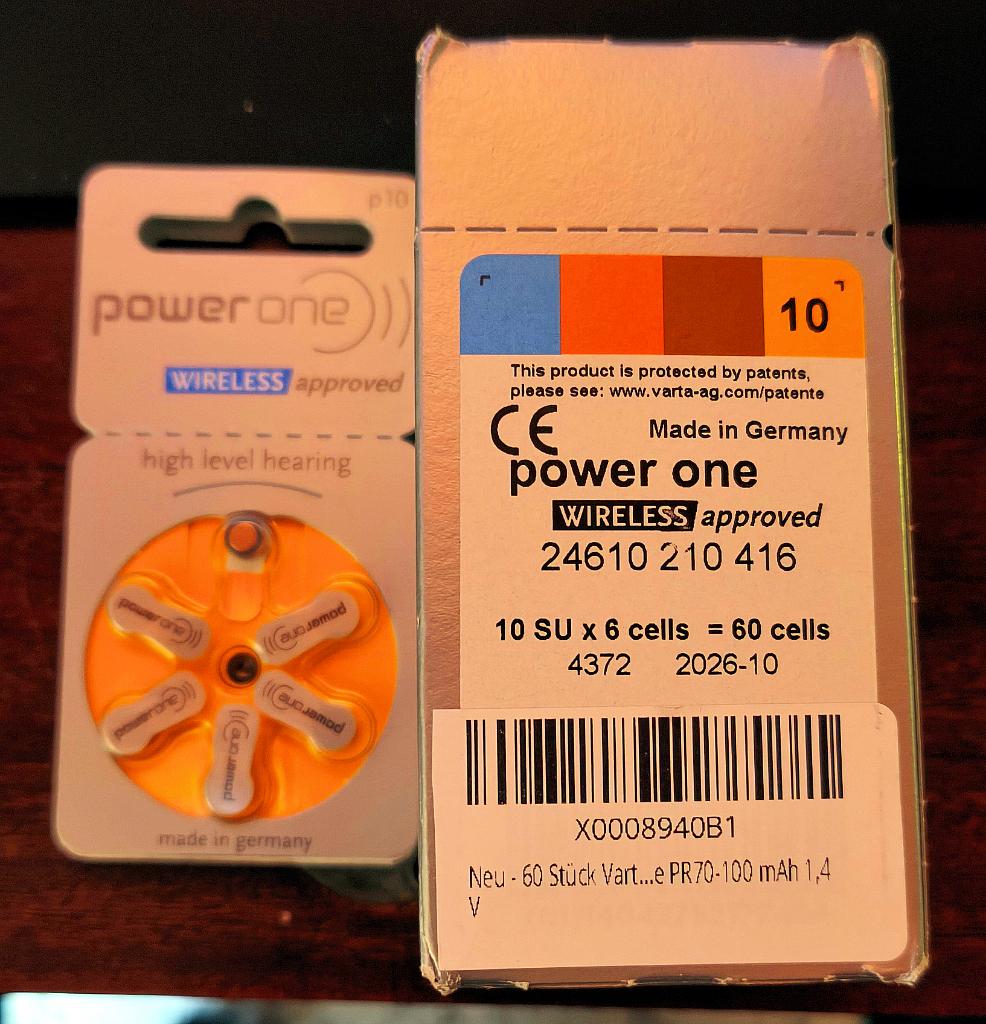 p10
power one
WIRELESS approved
high level hearing
power one
power one
power one
power one
power one
made in germany
10
This product is protected by patents,
please see: www.varta-ag.com/patente
CE
Made in Germany
power one
WIRELESS approved
24610 210 416
10 SU x 6 cells = 60 cells
4372 2026-10
X0008940B1
Neu - 60 Stück Vart...e PR70-100 mAh 1,4
V